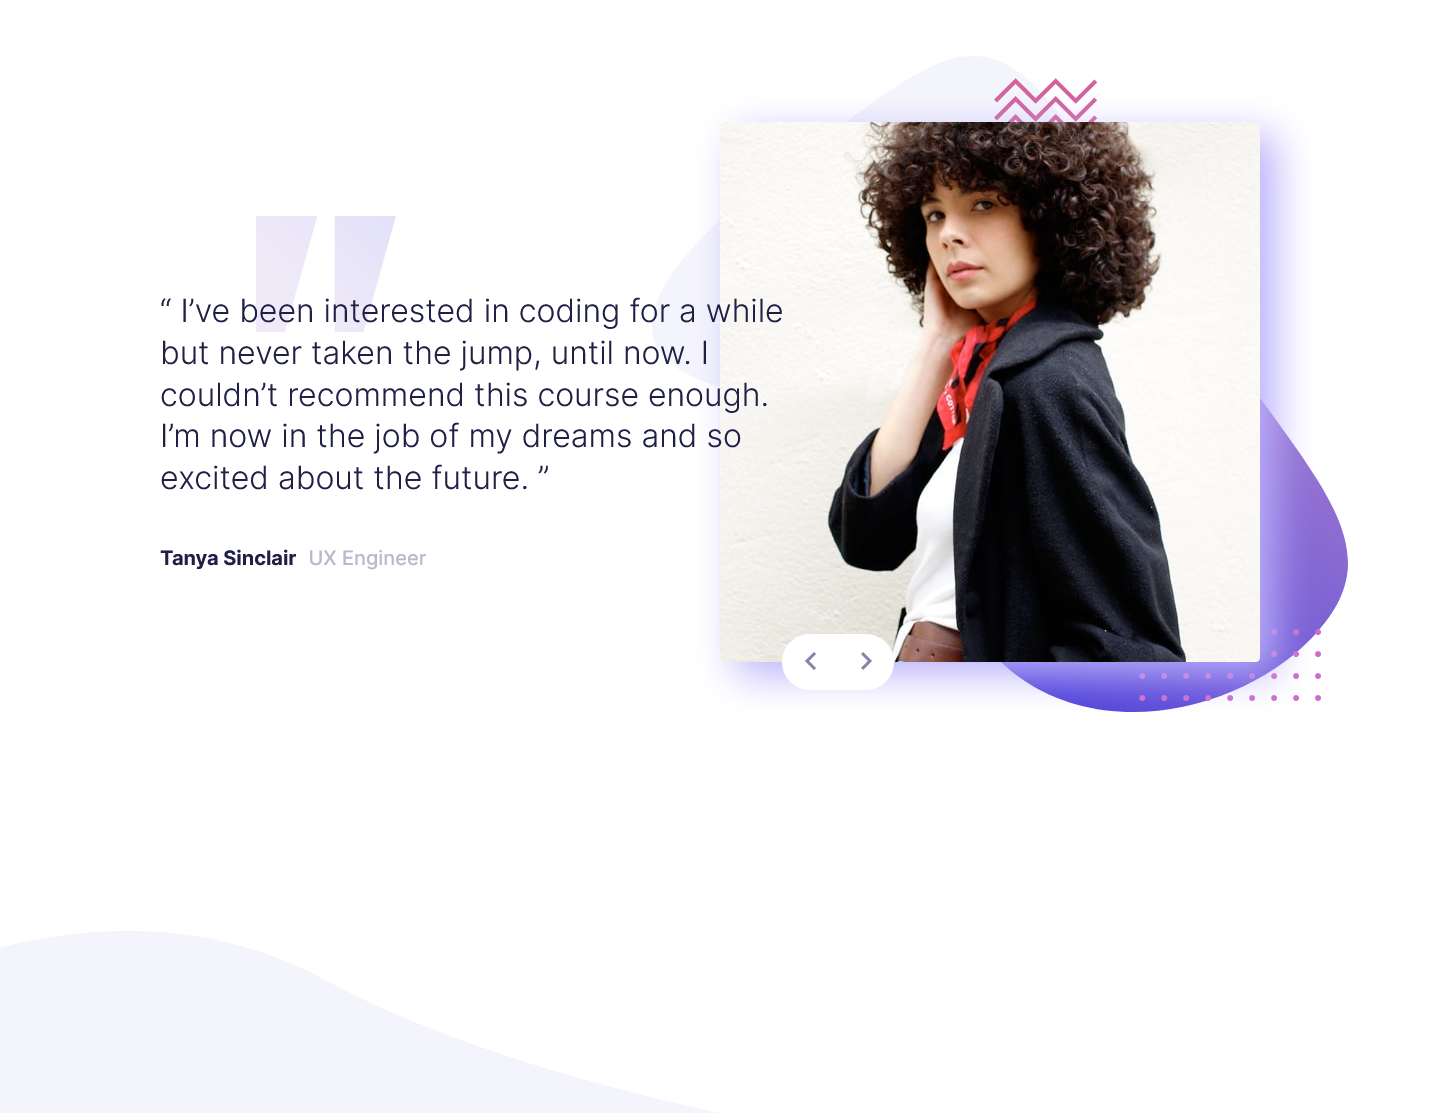 “ I’ve been interested in coding for a while
but never taken the jump, until now. I
couldn’t recommend this course enough.
I’m now in the job of my dreams and so
excited about the future. ”
Tanya Sinclair UX Engineer